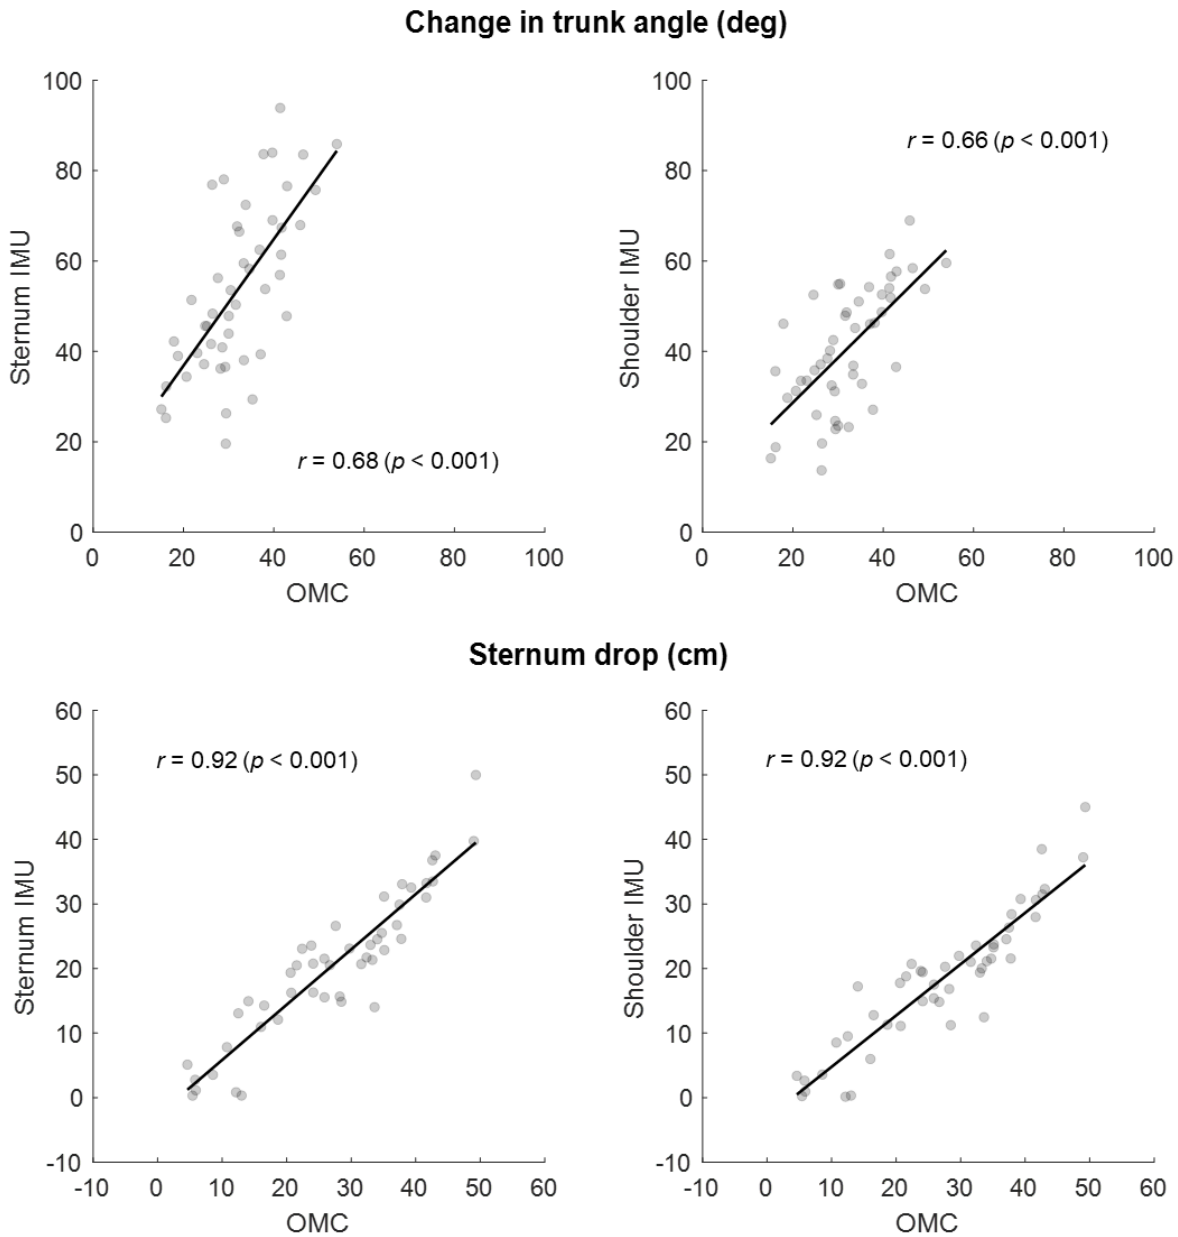 Change in trunk angle (deg)
100
80
60
40
20
0
Sternum IMU
r = 0.68 (p < 0.001)
0 20 40 60 80 100
OMC
100
80
60
40
20
0
Shoulder IMU
r = 0.66 (p < 0.001)
0 20 40 60 80 100
OMC
Sternum drop (cm)
60
50
40
30
20
10
0
-10
Sternum IMU
r = 0.92 (p < 0.001)
-10 0 10 20 30 40 50 60
OMC
60
50
40
30
20
10
0
-10
Shoulder IMU
r = 0.92 (p < 0.001)
-10 0 10 20 30 40 50 60
OMC